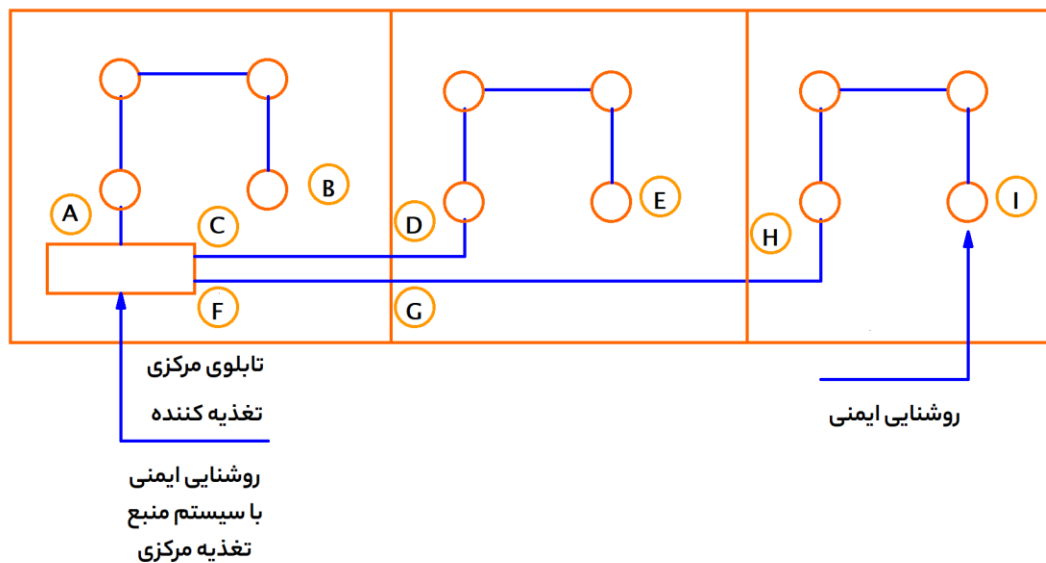 A
B
C
D
E
F
G
H
I
تابلوی مرکزی
تغذیه کننده
روشنایی ایمنی
با سیستم منبع
تغذیه مرکزی
روشنایی ایمنی